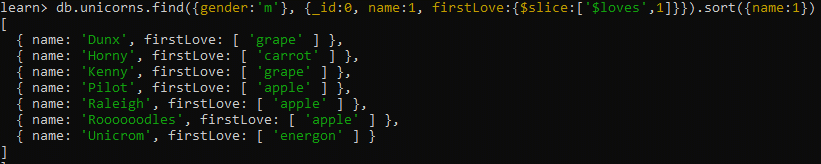 learn> db.unicorns.find({gender:'m'}, {_id:0, name:1, firstLove:{$slice:['$loves',1]}}).sort({name:1})
[
  { name: 'Dunx', firstLove: [ 'grape' ] },
  { name: 'Horny', firstLove: [ 'carrot' ] },
  { name: 'Kenny', firstLove: [ 'grape' ] },
  { name: 'Pilot', firstLove: [ 'apple' ] },
  { name: 'Raleigh', firstLove: [ 'apple' ] },
  { name: 'Roooooodles', firstLove: [ 'apple' ] },
  { name: 'Unicrom', firstLove: [ 'energon' ] }
]